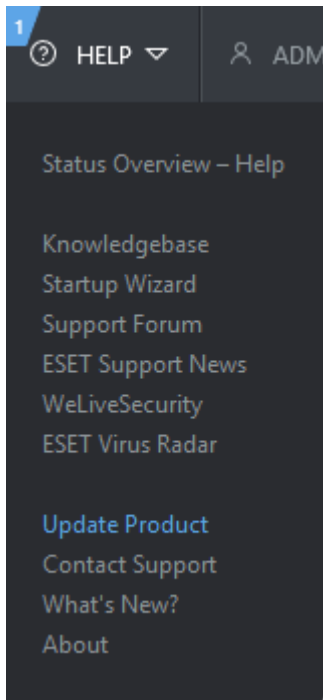 1
HELP
ADM
Status Overview – Help
Knowledgebase
Startup Wizard
Support Forum
ESET Support News
WeLiveSecurity
ESET Virus Radar
Update Product
Contact Support
What's New?
About